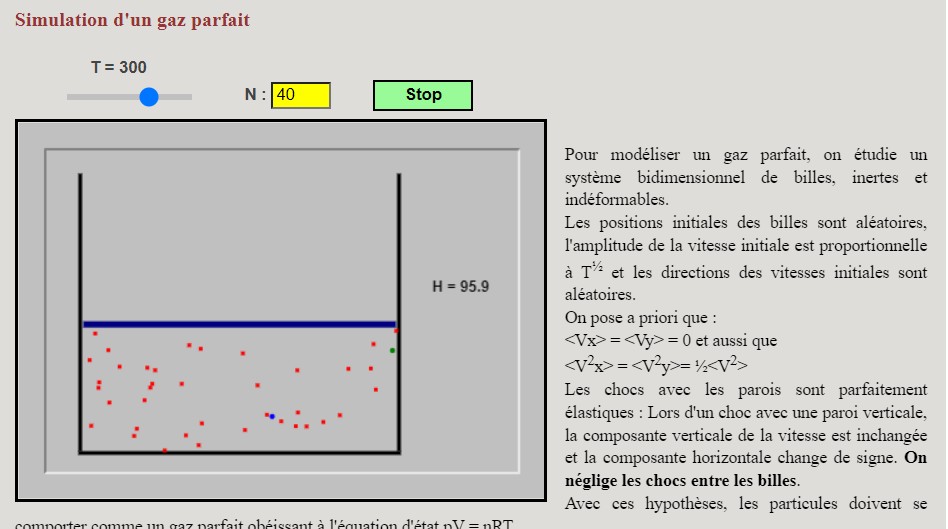 Simulation d'un gaz parfait
T = 300
N : 40
Stop
H = 95.9
Pour modéliser un gaz parfait, on étudie un
système bidimensionnel de billes, inertes et
indéformables.
Les positions initiales des billes sont aléatoires,
l'amplitude de la vitesse initiale est proportionnelle
à T½ et les directions des vitesses initiales sont
aléatoires.
On pose a priori que :
<Vx> = <Vy> = 0 et aussi que
<V²x> = <V²y>= ½<V²>
Les chocs avec les parois sont parfaitement
élastiques : Lors d'un choc avec une paroi verticale,
la composante verticale de la vitesse est inchangée
et la composante horizontale change de signe. On
néglige les chocs entre les billes.
Avec ces hypothèses, les particules doivent se
comporter comme un gaz parfait obéissant à l'équation d'état pV = nRT